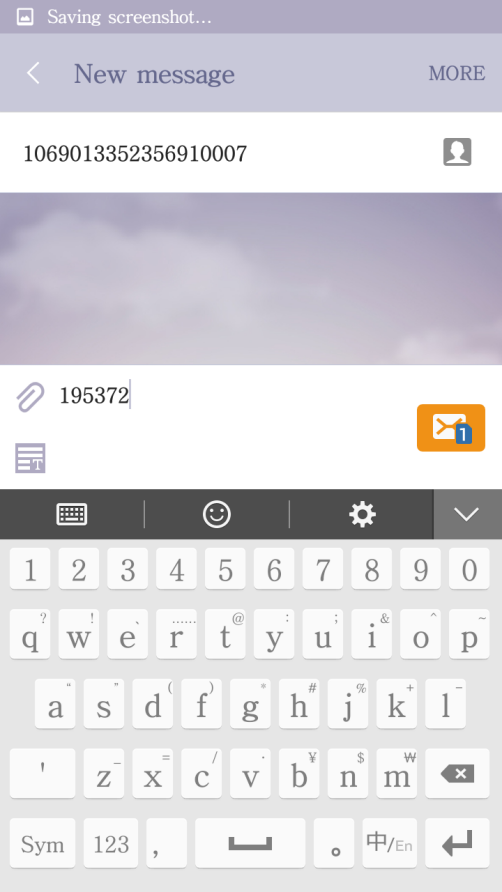 Saving screenshot...
New message MORE
1069013352356910007
195372
1
1 2 3 4 5 6 7 8 9 0
? ! 、 ...... @ : ; & ^ ~
q w e r t y u i o p
“ ” ( ) * # % + -
a s d f g h j k l
_ = / · ¥ $ ₩
' z x c v b n m
Sym 123 , 。 中/En